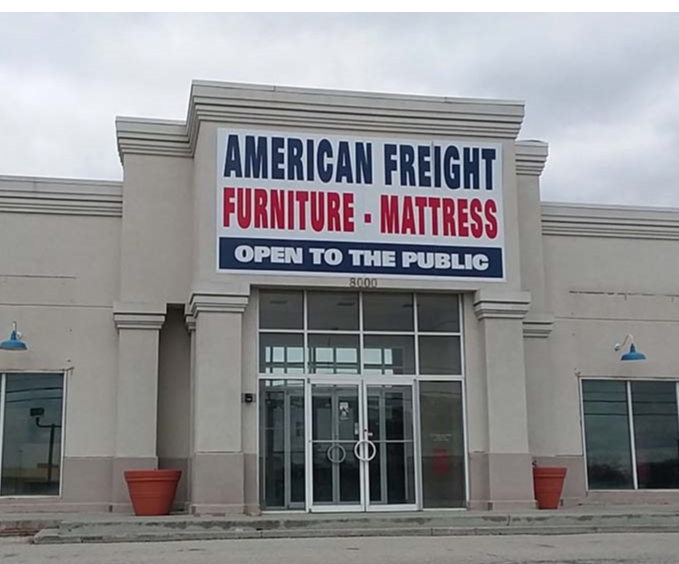 AMERICAN FREIGHT
FURNITURE - MATTRESS
OPEN TO THE PUBLIC
8000